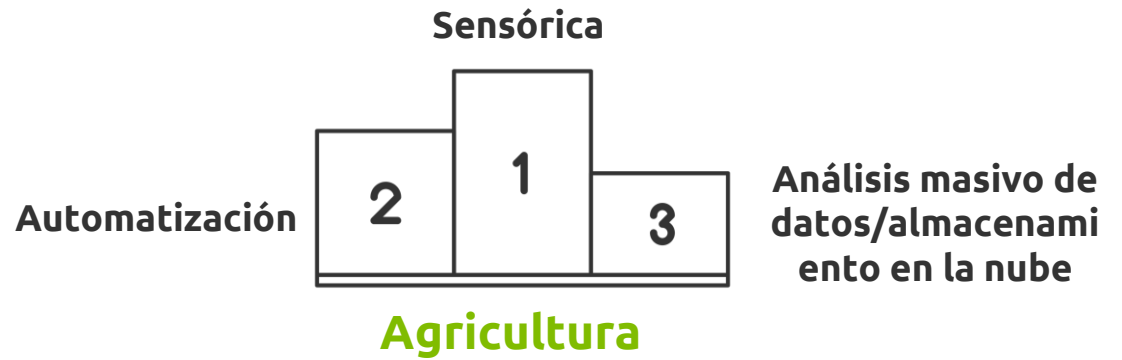 Sensórica
1
2
3
Automatización
Análisis masivo de
datos/almacenami
ento en la nube
Agricultura